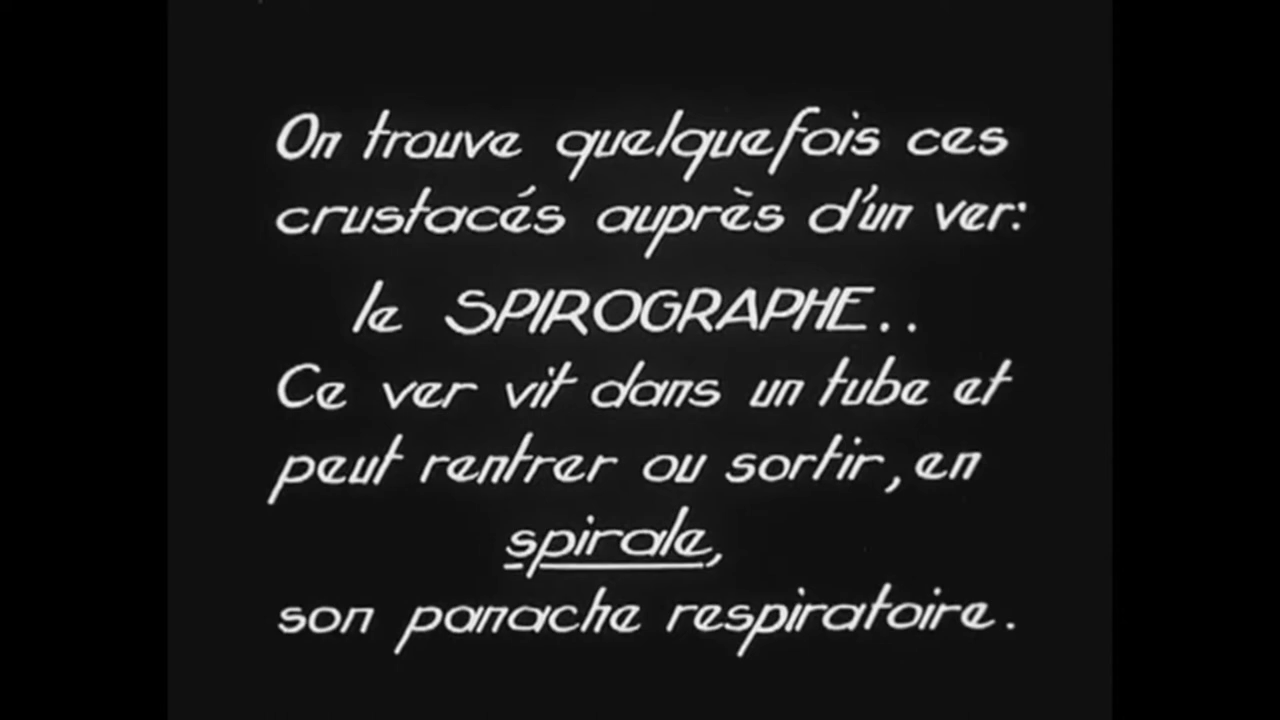 On trouve quelquefois ces
crustacés auprès d'un ver:
le SPIROGRAPHE..
Ce ver vit dans un tube et
peut rentrer ou sortir, en
spirale,
son panache respiratoire.